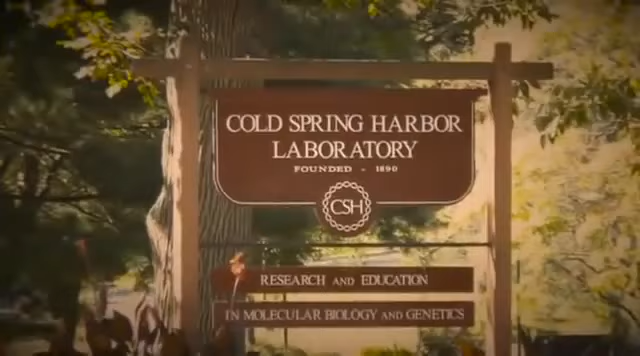 COLD SPRING HARBOR
LABORATORY
FOUNDED - 1890
CSH
RESEARCH AND EDUCATION
IN MOLECULAR BIOLOGY AND GENETICS